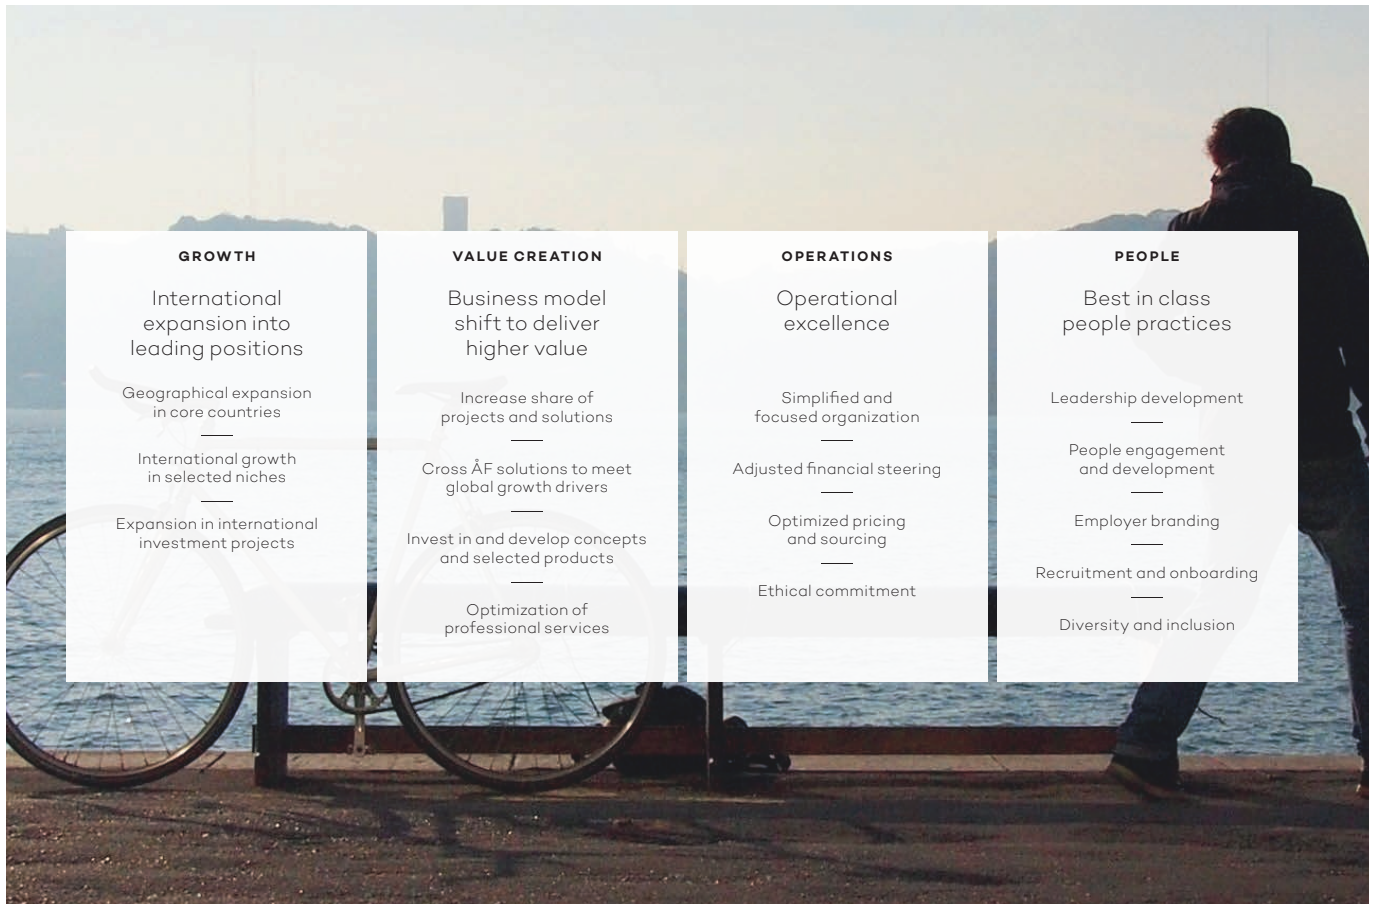 GROWTH
International
expansion into
leading positions
Geographical expansion
in core countries
International growth
in selected niches
Expansion in international
investment projects
VALUE CREATION
Business model
shift to deliver
higher value
Increase share of
projects and solutions
Cross ÅF solutions to meet
global growth drivers
Invest in and develop concepts
and selected products
Optimization of
professional services
OPERATIONS
Operational
excellence
Simplified and
focused organization
Adjusted financial steering
Optimized pricing
and sourcing
Ethical commitment
PEOPLE
Best in class
people practices
Leadership development
People engagement
and development
Employer branding
Recruitment and onboarding
Diversity and inclusion